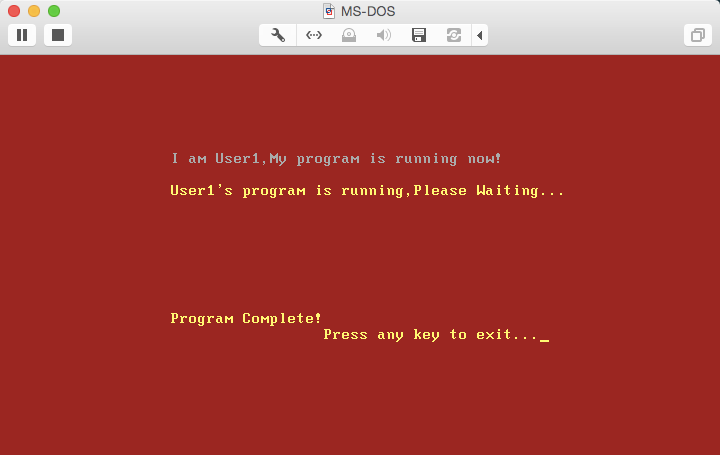 MS-DOS
I am User1,My program is running now!
User1's program is running,Please Waiting...
Program Complete!
Press any key to exit..._